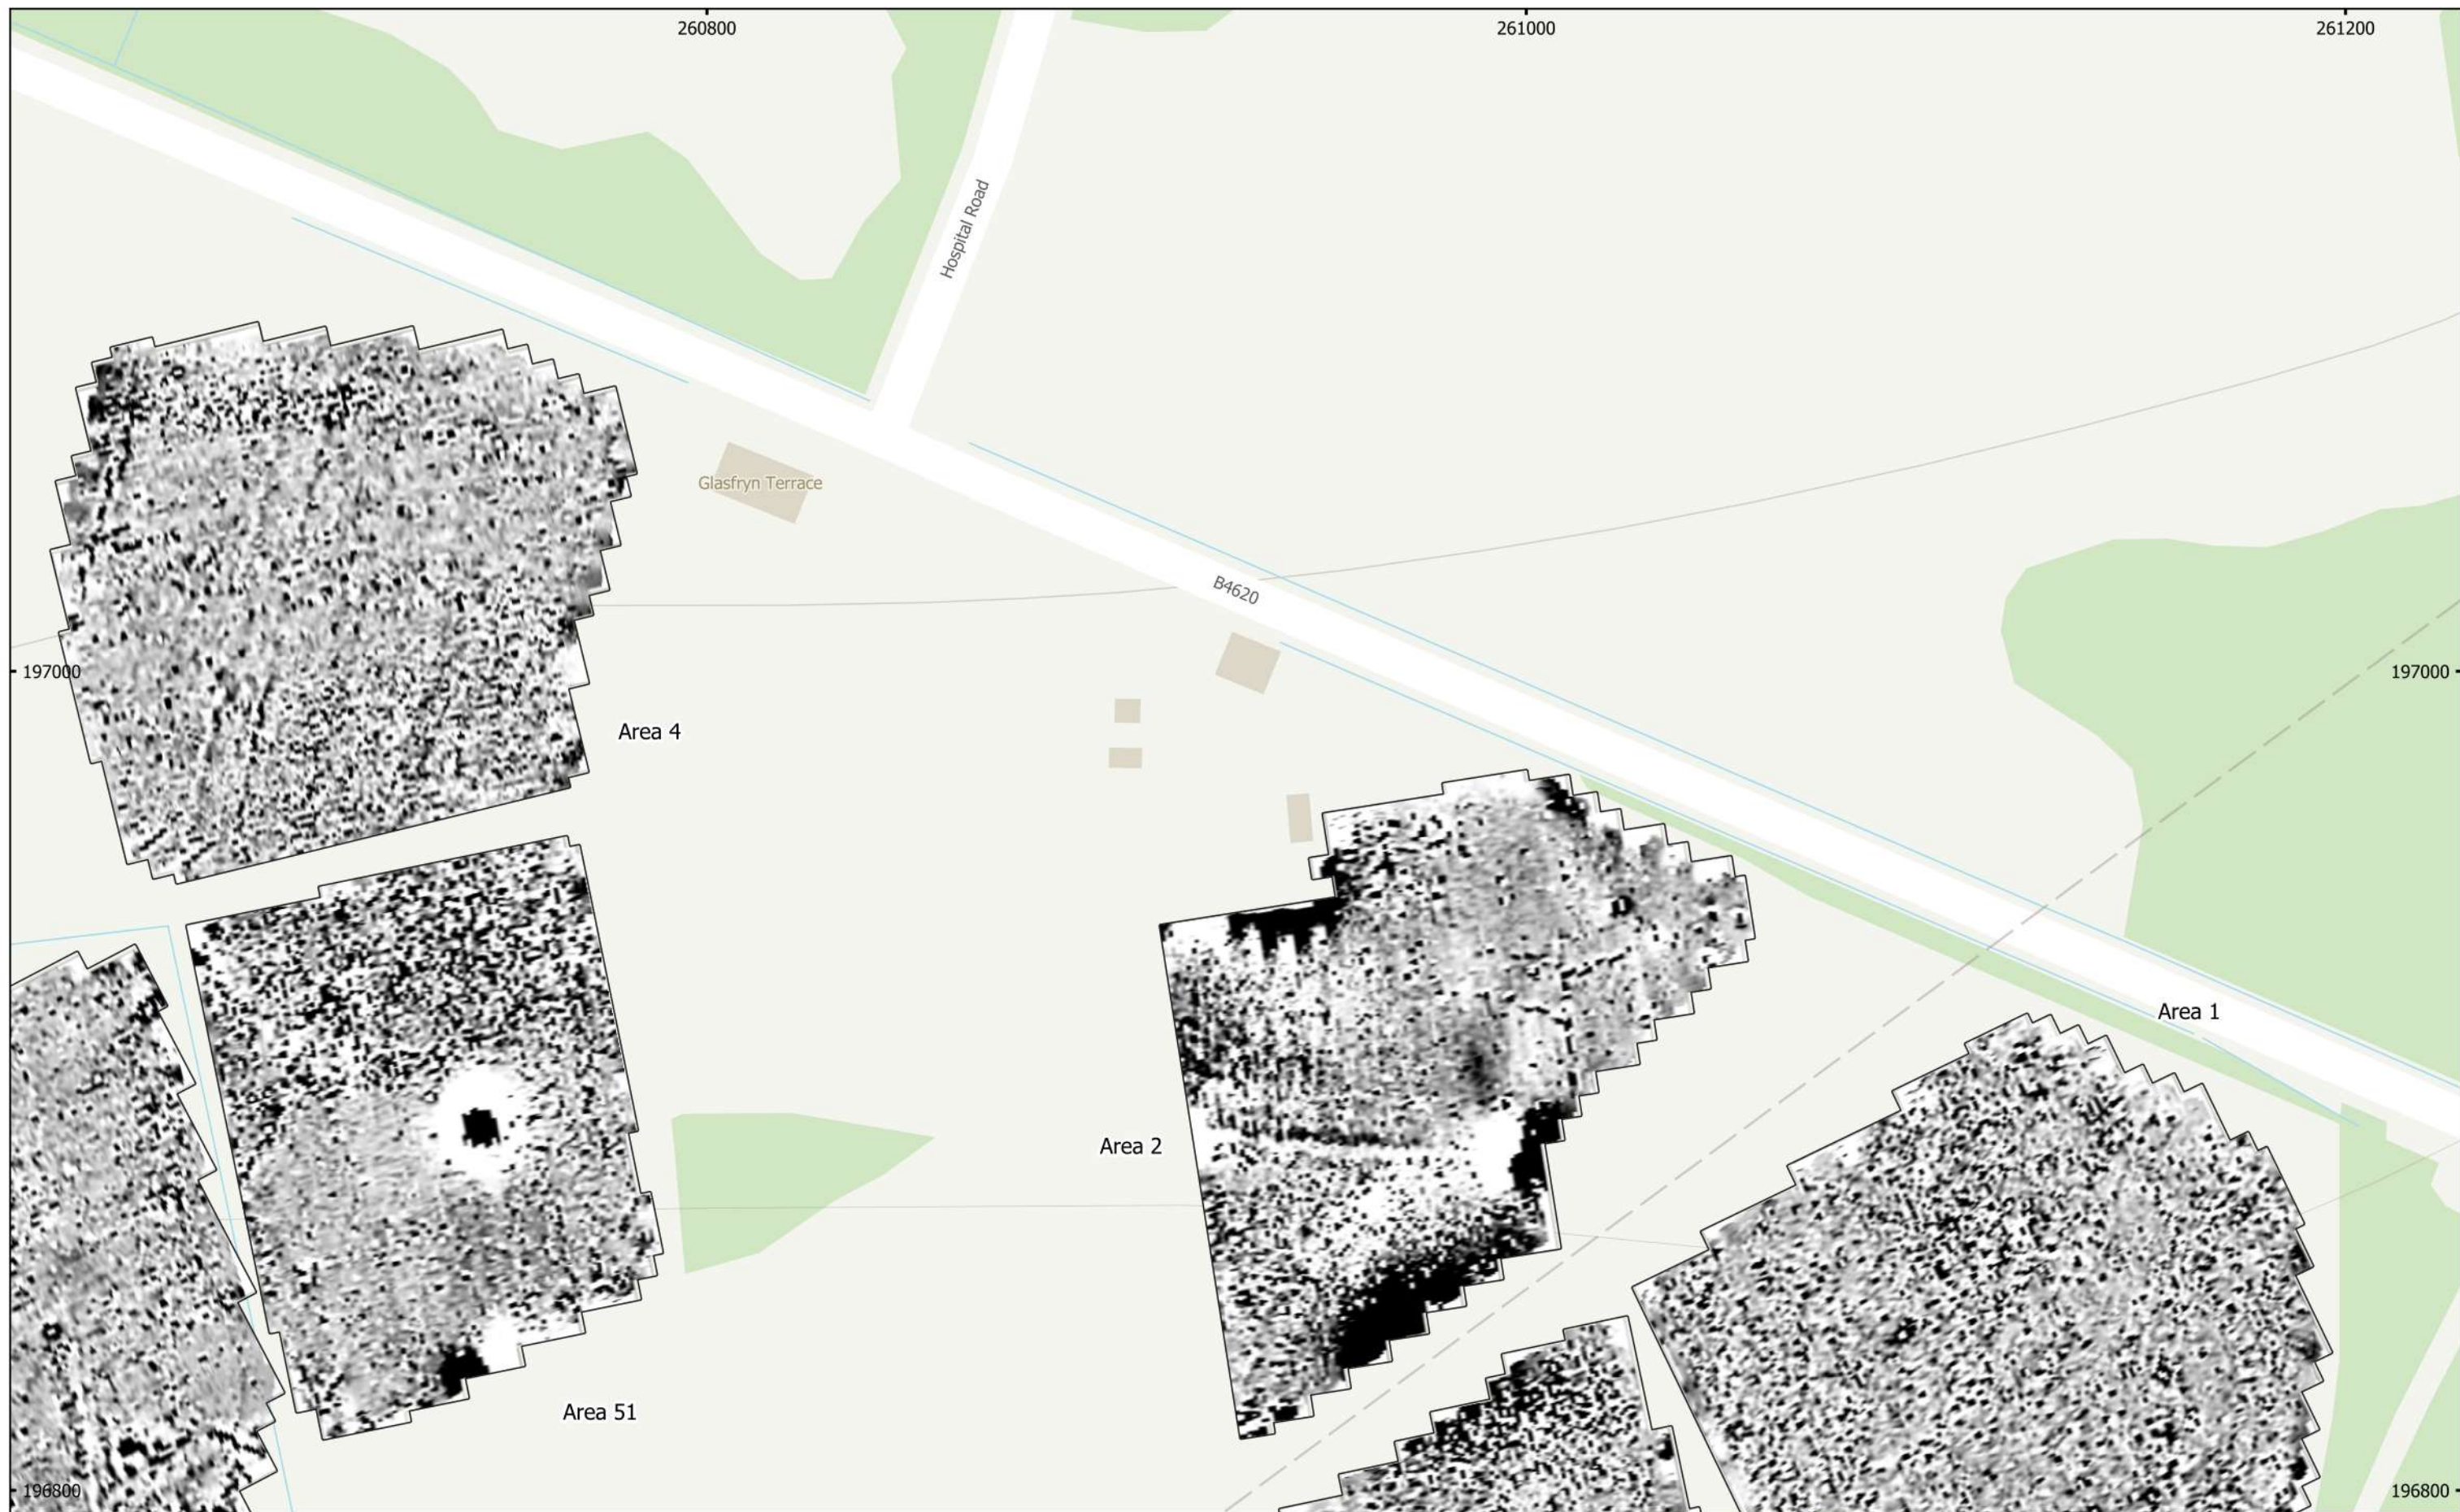 260800
261000
261200
Hospital Road
Glasfryn Terrace
B4620
197000
197000
Area 4
Area 1
Area 2
Area 51
196800
196800